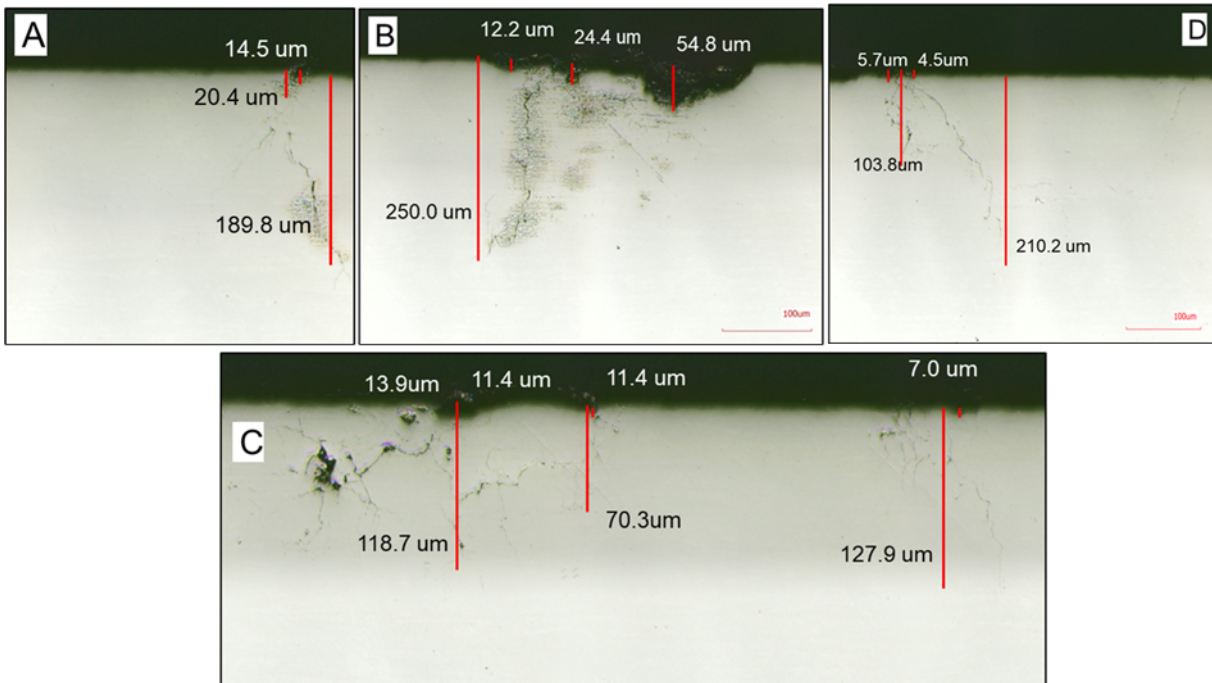 A
14.5 um
20.4 um
189.8 um
B
12.2 um
24.4 um
54.8 um
250.0 um
100um
D
5.7um
4.5um
103.8um
210.2 um
100um
C
13.9um
11.4 um
11.4 um
7.0 um
118.7 um
70.3um
127.9 um